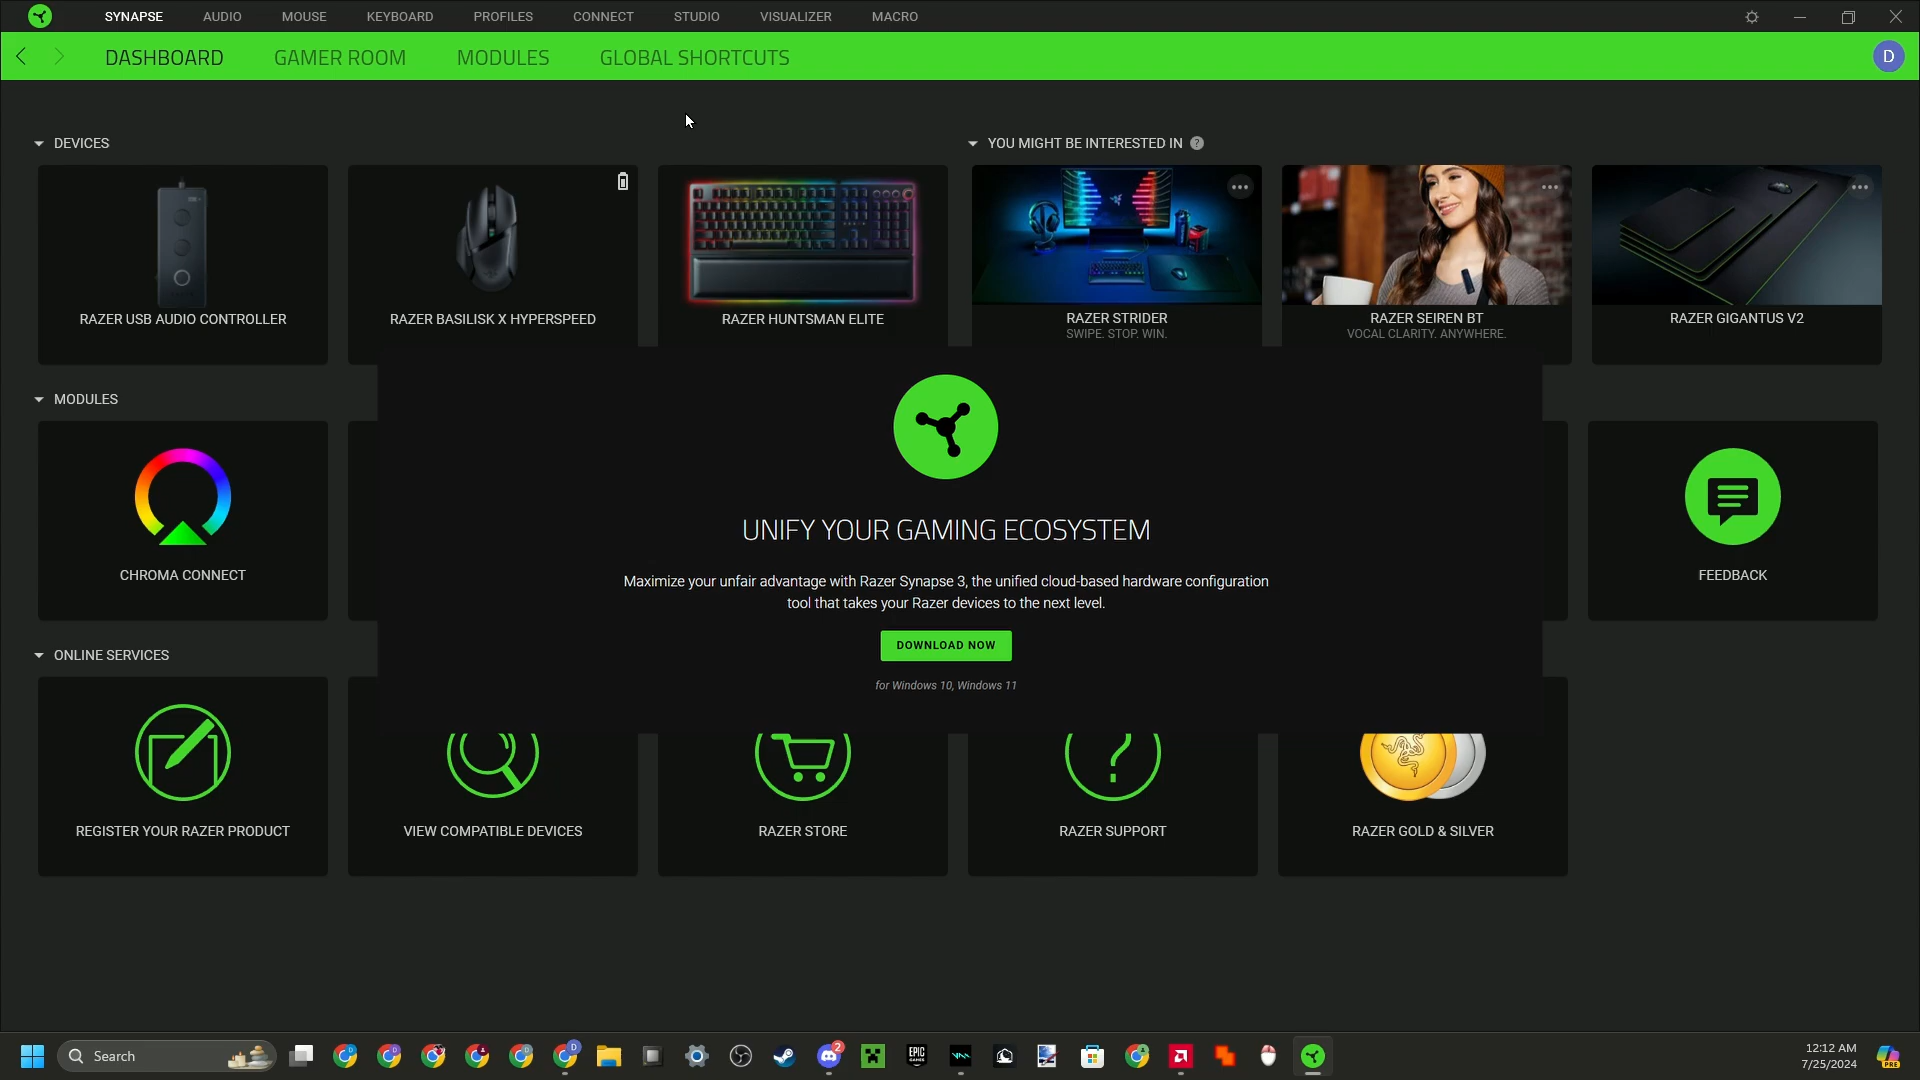 SYNAPSE AUDIO MOUSE KEYBOARD PROFILES CONNECT STUDIO VISUALIZER MACRO
DASHBOARD GAMER ROOM MODULES GLOBAL SHORTCUTS D
DEVICES
YOU MIGHT BE INTERESTED IN ?
RAZER USB AUDIO CONTROLLER
RAZER BASILISK X HYPERSPEED
RAZER HUNTSMAN ELITE
RAZER STRIDER
SWIPE. STOP. WIN.
RAZER SEIREN BT
VOCAL CLARITY. ANYWHERE.
RAZER GIGANTUS V2
MODULES
CHROMA CONNECT
FEEDBACK
UNIFY YOUR GAMING ECOSYSTEM
Maximize your unfair advantage with Razer Synapse 3, the unified cloud-based hardware configuration
tool that takes your Razer devices to the next level.
DOWNLOAD NOW
for Windows 10, Windows 11
ONLINE SERVICES
REGISTER YOUR RAZER PRODUCT
VIEW COMPATIBLE DEVICES
RAZER STORE
RAZER SUPPORT
RAZER GOLD & SILVER
Search
2
EPIC
GAMES
12:12 AM
7/25/2024
PRE